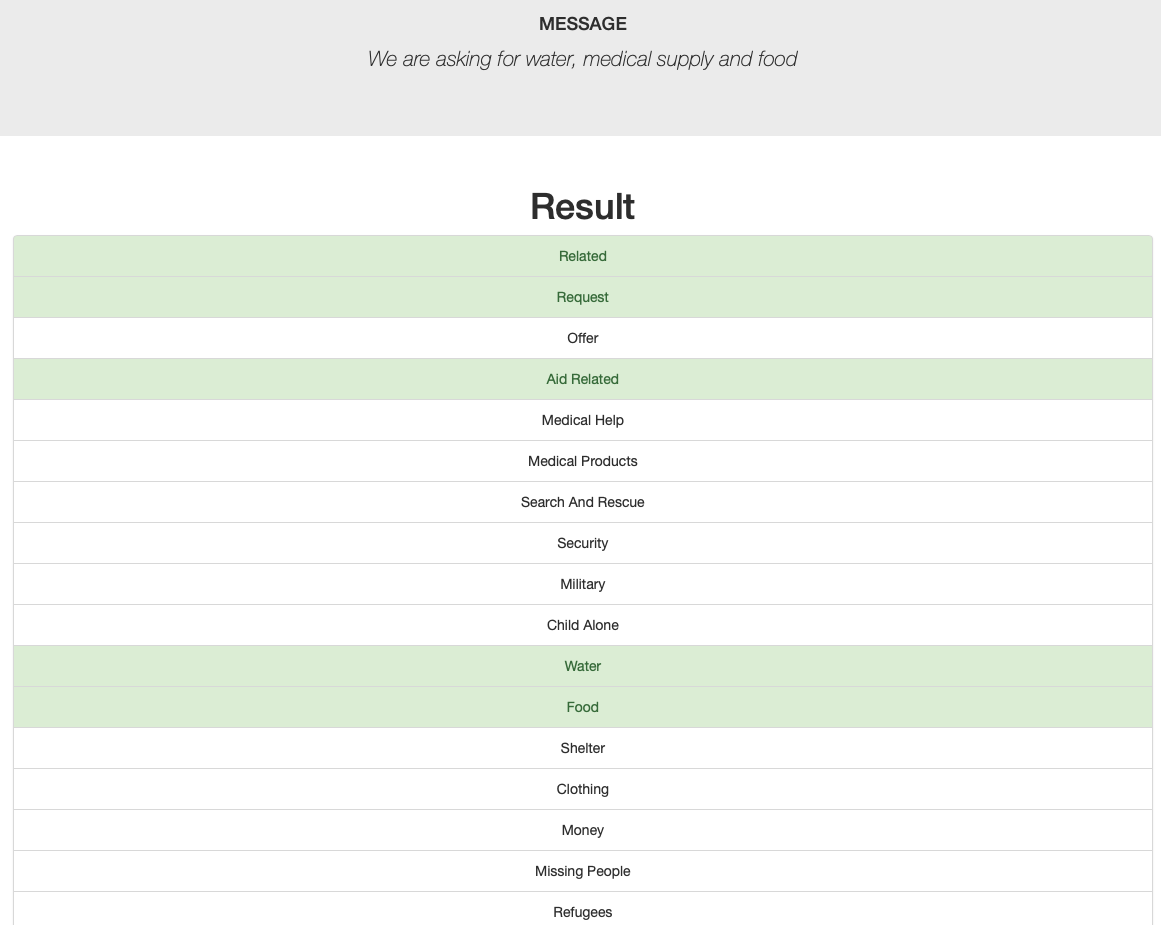 MESSAGE
We are asking for water, medical supply and food
Result
Related
Request
Offer
Aid Related
Medical Help
Medical Products
Search And Rescue
Security
Military
Child Alone
Water
Food
Shelter
Clothing
Money
Missing People
Refugees